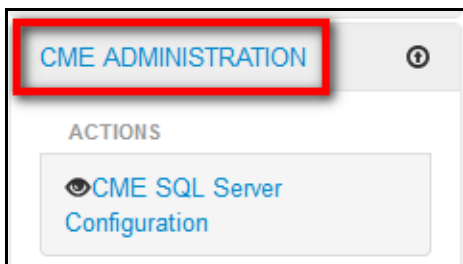 CME ADMINISTRATION
ACTIONS
CME SQL Server
Configuration